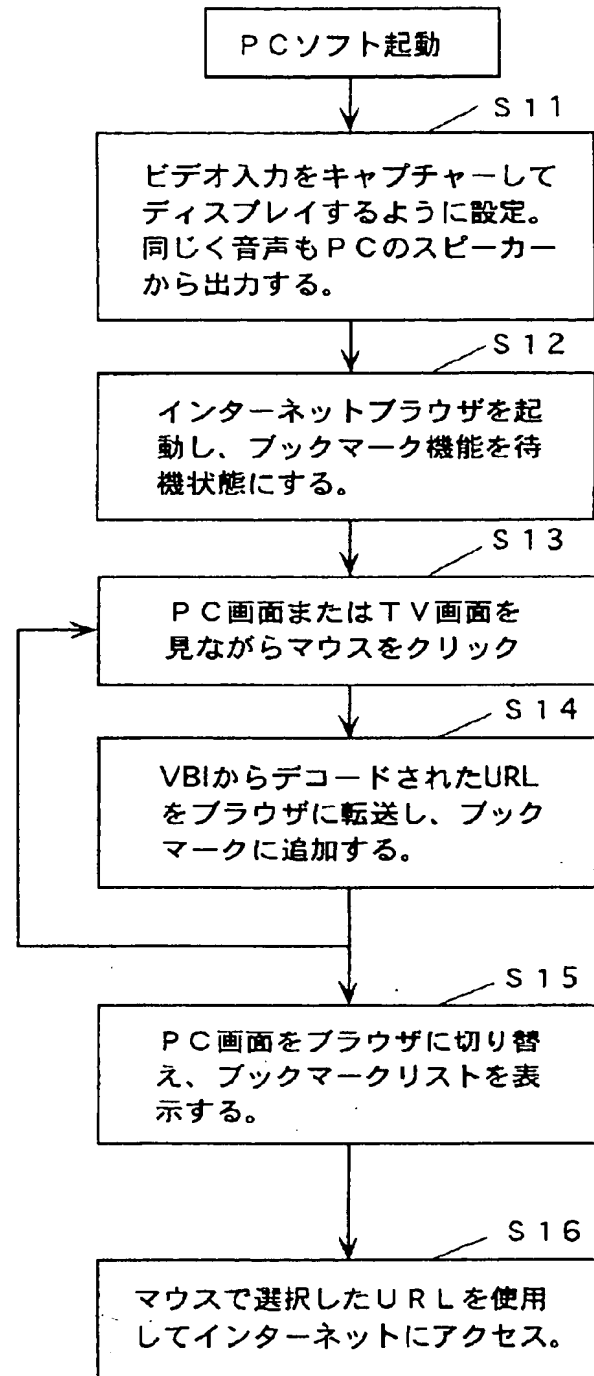 PCソフト起動
S11
ビデオ入力をキャプチャーして
ディスプレイするように設定。
同じく音声もPCのスピーカー
から出力する。
S12
インターネットブラウザを起
動し、ブックマーク機能を待
機状態にする。
S13
PC画面またはTV画面を
見ながらマウスをクリック
S14
VBIからデコードされたURL
をブラウザに転送し、ブック
マークに追加する。
S15
PC画面をブラウザに切り替
え、ブックマークリストを表
示する。
S16
マウスで選択したURLを使用
してインターネットにアクセス。